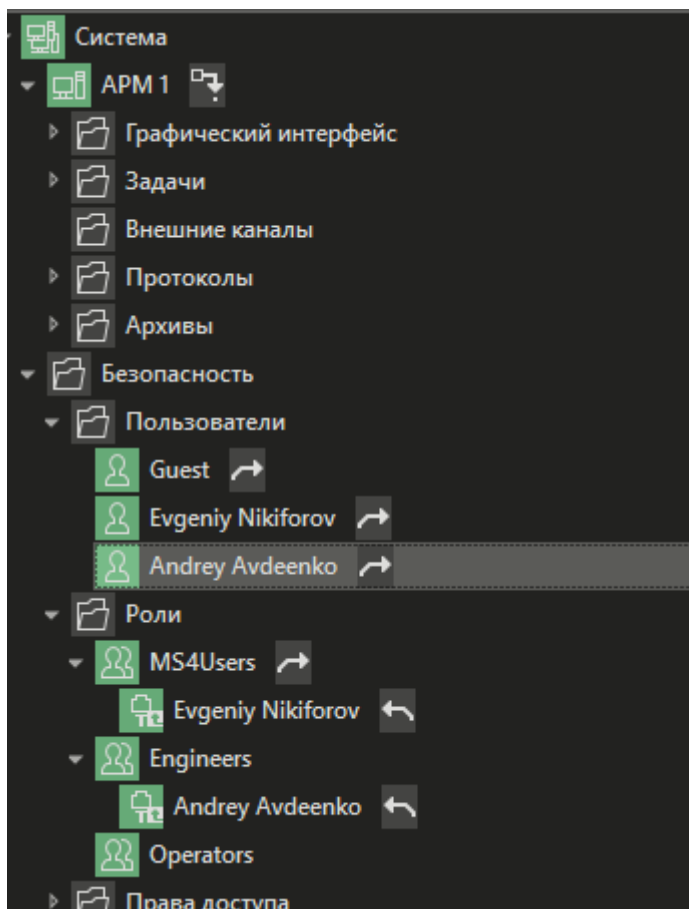 Система
АРМ 1
Графический интерфейс
Задачи
Внешние каналы
Протоколы
Архивы
Безопасность
Пользователи
Guest
Evgeniy Nikiforov
Andrey Avdeenko
Роли
MS4Users
Evgeniy Nikiforov
Engineers
Andrey Avdeenko
Operators
Права доступа